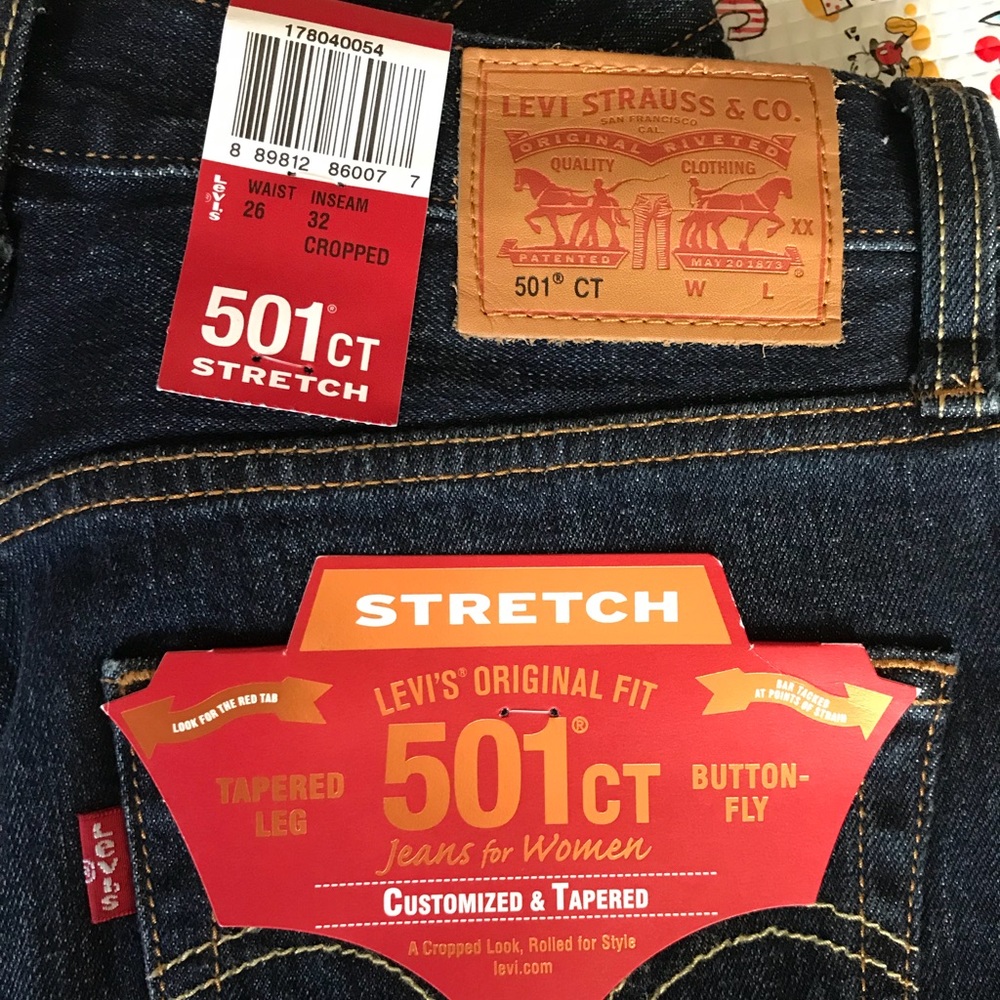 178040054
8 89812 86007 7
Levi's
WAIST INSEAM
26 32
CROPPED
501® CT
STRETCH
LEVI STRAUSS & CO.
SAN FRANCISCO
CAL.
ORIGINAL RIVETED
QUALITY CLOTHING
XX
PATENTED MAY 20 1873
®
501® CT W L
STRETCH
LEVI'S® ORIGINAL FIT
LOOK FOR THE RED TAB
BAR TACKED
AT POINTS OF STRAIN
501® CT
TAPERED
LEG
BUTTON-
FLY
Jeans for Women
CUSTOMIZED & TAPERED
A Cropped Look, Rolled for Style
levi.com
Levi's